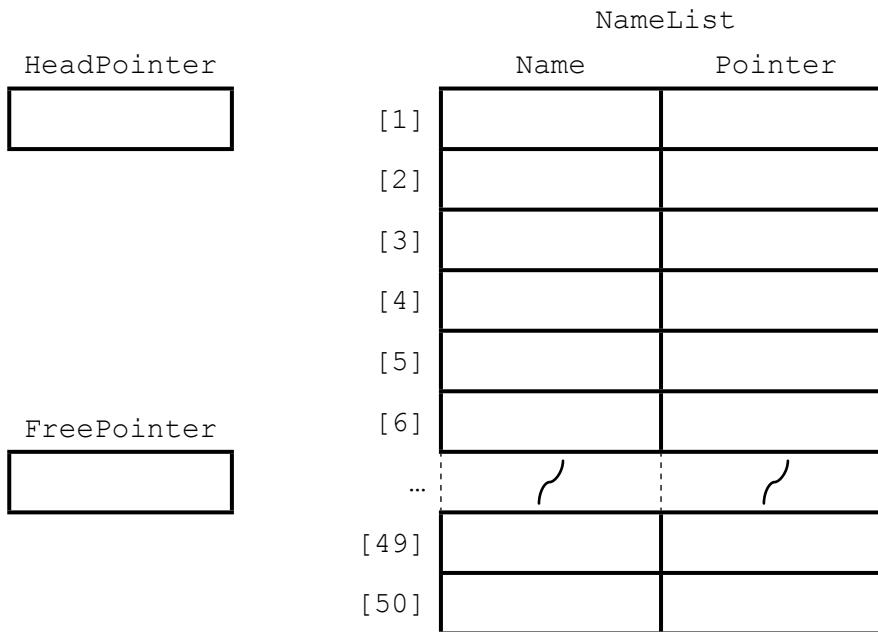 NameList
HeadPointer Name Pointer
[1]
[2]
[3]
[4]
[5]
FreePointer [6]
…
[49]
[50]